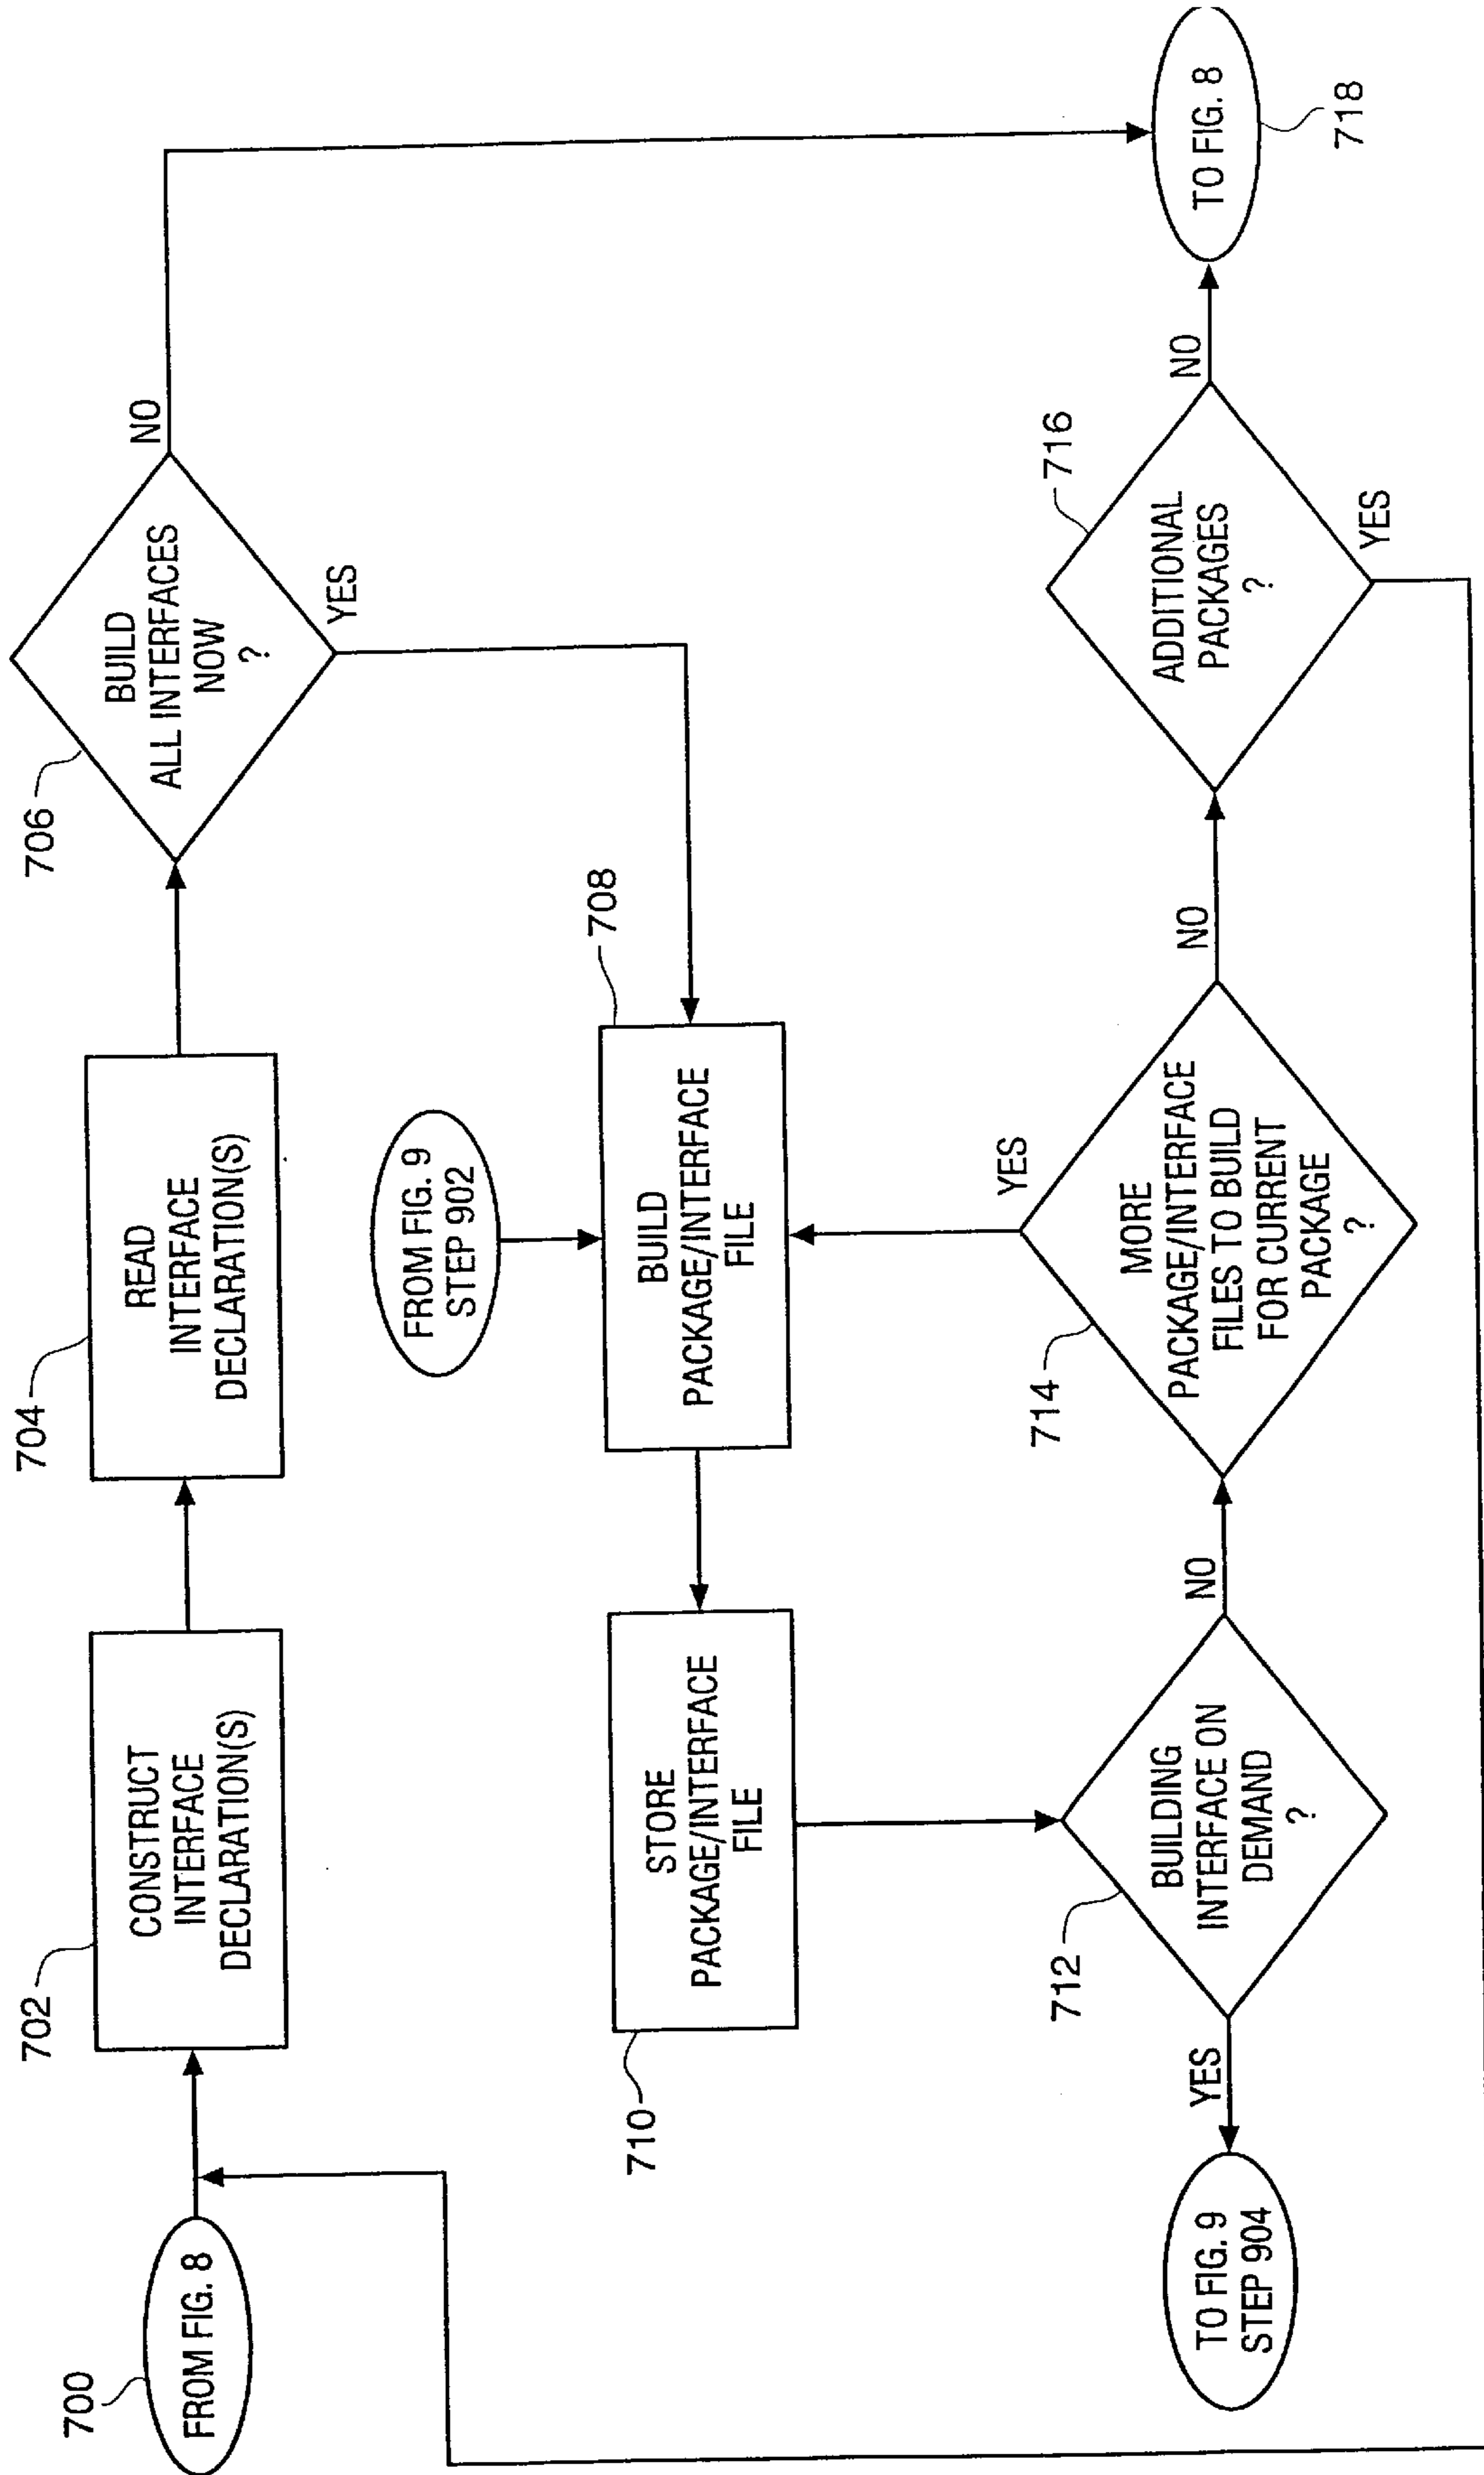 700
FROM FIG. 8
702
CONSTRUCT
INTERFACE
DECLARATION(S)
704
READ
INTERFACE
DECLARATION(S)
706
BUILD
ALL INTERFACES
NOW
?
NO
YES
FROM FIG. 9
STEP 902
708
BUILD
PACKAGE/INTERFACE
FILE
710
STORE
PACKAGE/INTERFACE
FILE
712
BUILDING
INTERFACE ON
DEMAND
?
YES
NO
TO FIG. 9
STEP 904
714
MORE
PACKAGE/INTERFACE
FILES TO BUILD
FOR CURRENT
PACKAGE
?
YES
NO
716
ADDITIONAL
PACKAGES
?
NO
YES
TO FIG. 8
718